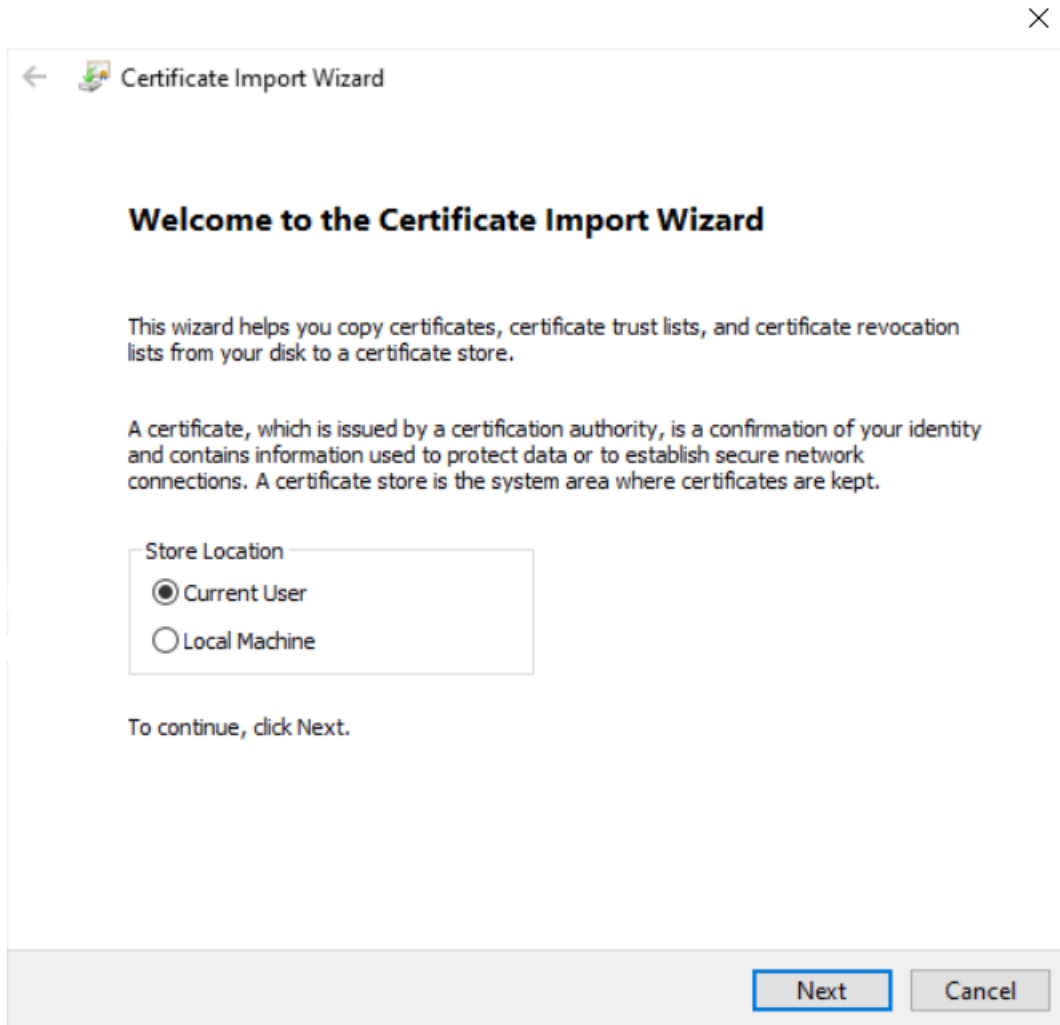 Certificate Import Wizard
Welcome to the Certificate Import Wizard
This wizard helps you copy certificates, certificate trust lists, and certificate revocation
lists from your disk to a certificate store.
A certificate, which is issued by a certification authority, is a confirmation of your identity
and contains information used to protect data or to establish secure network
connections. A certificate store is the system area where certificates are kept.
Store Location
Current User
Local Machine
To continue, click Next.
Next Cancel